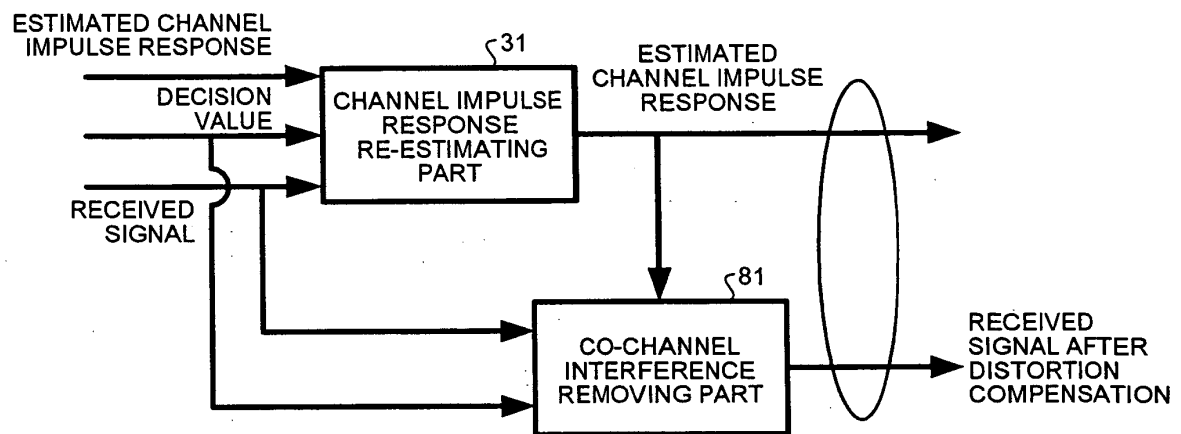 ESTIMATED CHANNEL
IMPULSE RESPONSE
DECISION
VALUE
RECEIVED
SIGNAL
31
CHANNEL IMPULSE
RESPONSE
RE-ESTIMATING
PART
ESTIMATED
CHANNEL IMPULSE
RESPONSE
81
CO-CHANNEL
INTERFERENCE
REMOVING PART
RECEIVED
SIGNAL AFTER
DISTORTION
COMPENSATION